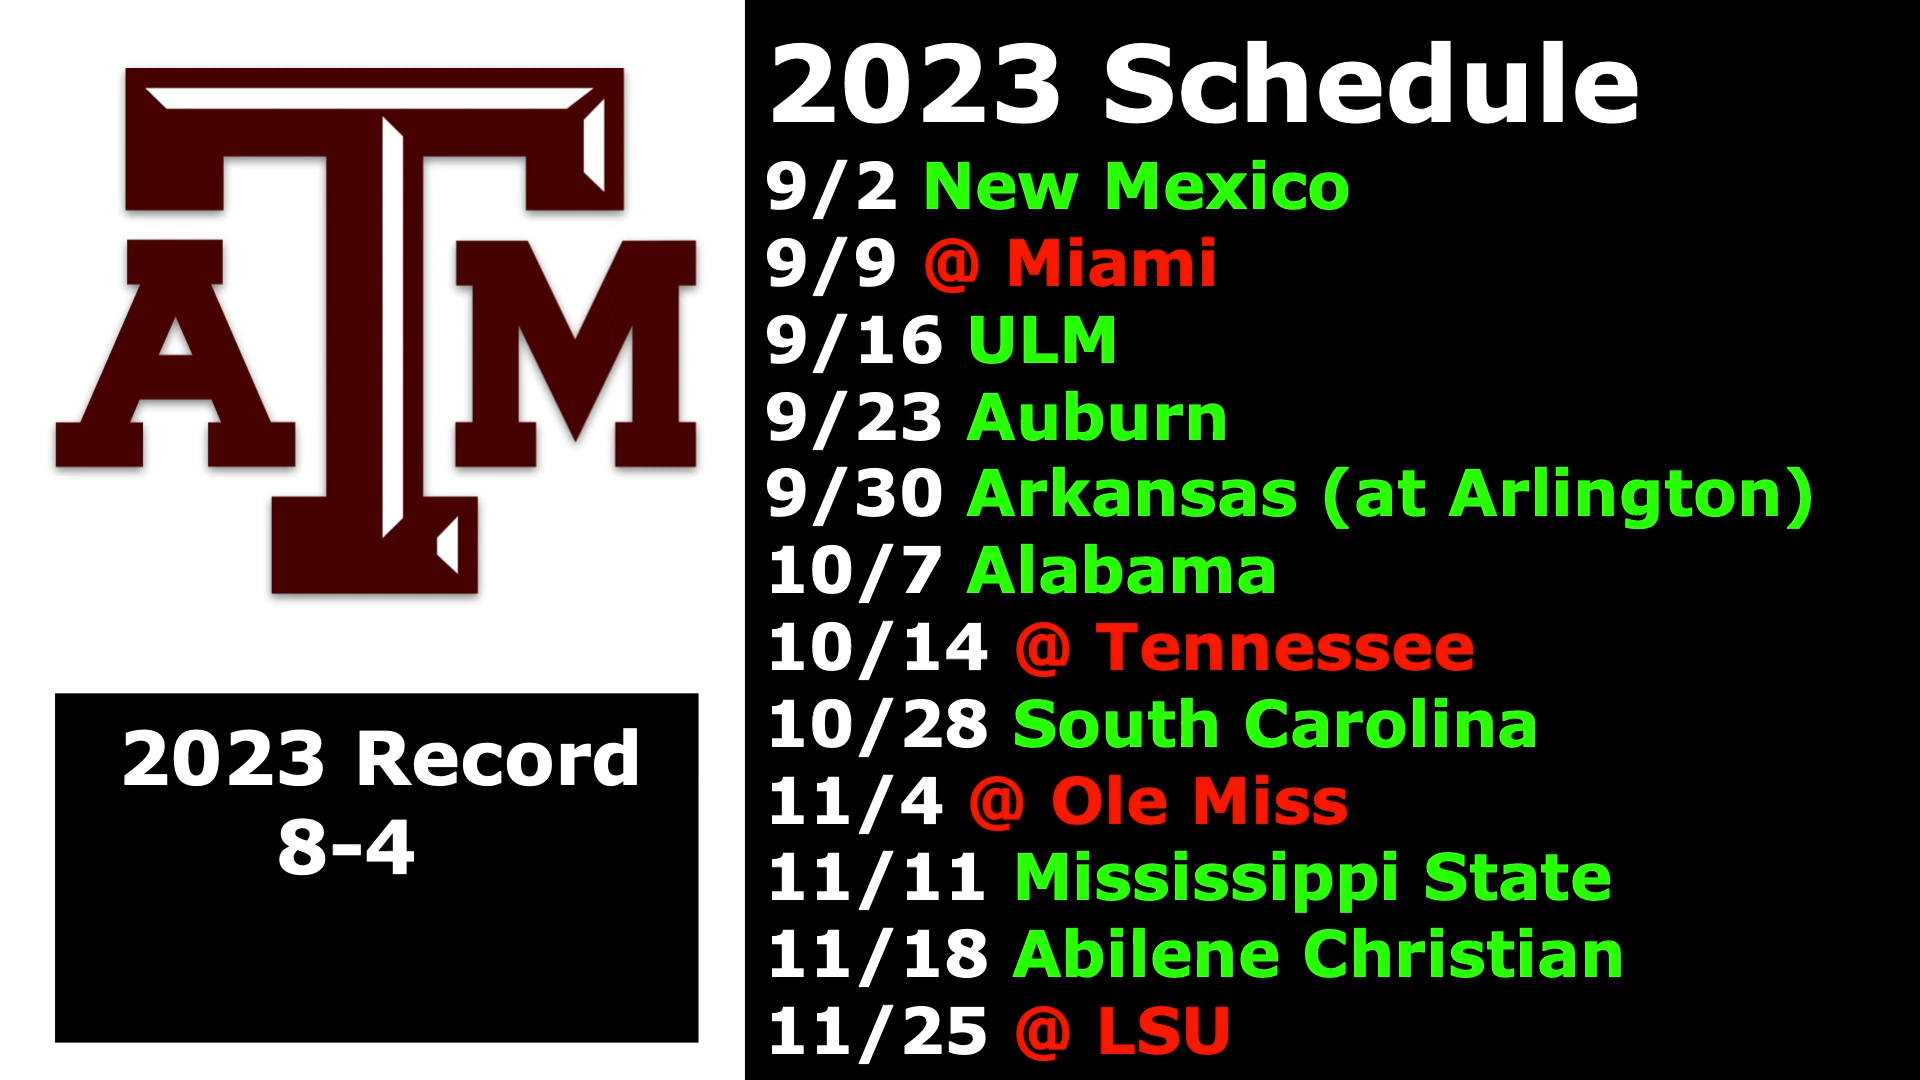 ATM
2023 Record
8-4
2023 Schedule
9/2 New Mexico
9/9 @ Miami
9/16 ULM
9/23 Auburn
9/30 Arkansas (at Arlington)
10/7 Alabama
10/14 @ Tennessee
10/28 South Carolina
11/4 @ Ole Miss
11/11 Mississippi State
11/18 Abilene Christian
11/25 @ LSU